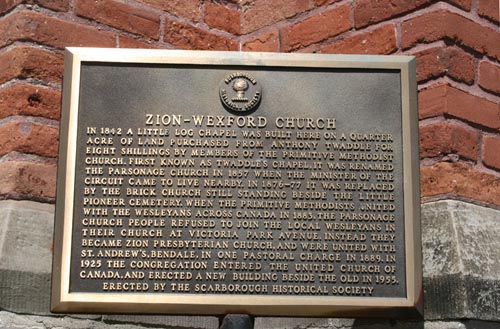 ZION-WEXFORD CHURCH
IN 1842 A LITTLE LOG CHAPEL WAS BUILT HERE ON A QUARTER
ACRE OF LAND PURCHASED FROM ANTHONY TWADDLE FOR
EIGHT SHILLINGS BY MEMBERS OF THE PRIMITIVE METHODIST
CHURCH. FIRST KNOWN AS TWADDLE'S CHAPEL, IT WAS RENAMED
THE PARSONAGE CHURCH IN 1857 WHEN THE MINISTER OF THE
CIRCUIT CAME TO LIVE NEARBY. IN 1876-77 IT WAS REPLACED
BY THE BRICK CHURCH STILL STANDING BESIDE THE LITTLE
PIONEER CEMETERY. WHEN THE PRIMITIVE METHODISTS UNITED
WITH THE WESLEYANS ACROSS CANADA IN 1883, THE PARSONAGE
CHURCH PEOPLE REFUSED TO JOIN THE LOCAL WESLEYANS IN
THEIR CHURCH AT VICTORIA PARK AVENUE. INSTEAD THEY
BECAME ZION PRESBYTERIAN CHURCH, AND WERE UNITED WITH
ST. ANDREW'S, BENDALE, IN ONE PASTORAL CHARGE IN 1889. IN
1925 THE CONGREGATION ENTERED THE UNITED CHURCH OF
CANADA, AND ERECTED A NEW BUILDING BESIDE THE OLD IN 1955.
ERECTED BY THE SCARBOROUGH HISTORICAL SOCIETY